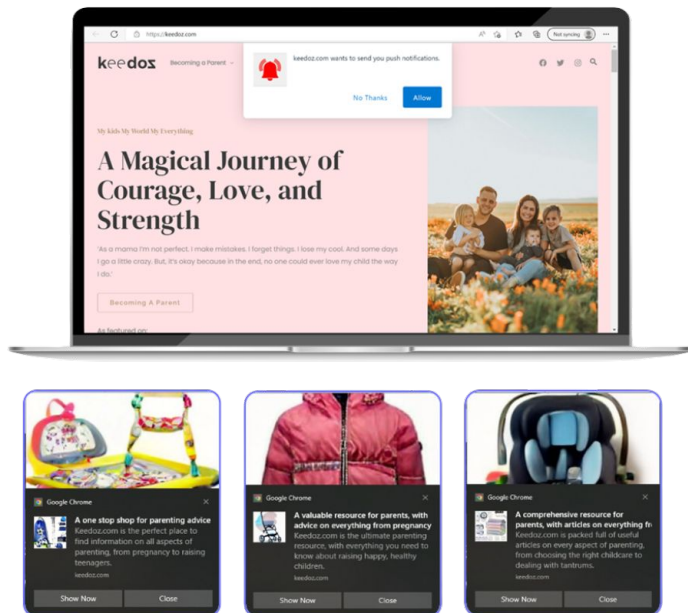 https://keedoz.com
Not syncing
keedoz
Becoming a Parent
keedoz.com wants to send you push notifications.
No Thanks
Allow
My kids My World My Everything
A Magical Journey of
Courage, Love, and
Strength
'As a mama I'm not perfect. I make mistakes. I forget things. I lose my cool. And some days
I go a little crazy. But, it's okay because in the end, no one could ever love my child the way
I do.'
Becoming A Parent
As featured on:
Google Chrome
A one stop shop for parenting advice
Keedoz.com is the perfect place to
find information on all aspects of
parenting, from pregnancy to raising
teenagers.
keedoz.com
Show Now
Close
Google Chrome
A valuable resource for parents, with
advice on everything from pregnancy
Keedoz.com is the ultimate parenting
resource, with everything you need to
know about raising happy, healthy
children.
keedoz.com
Show Now
Close
Google Chrome
A comprehensive resource for
parents, with articles on everything fr
Keedoz.com is packed full of useful
articles on every aspect of parenting,
from choosing the right childcare to
dealing with tantrums.
keedoz.com
Show Now
Close